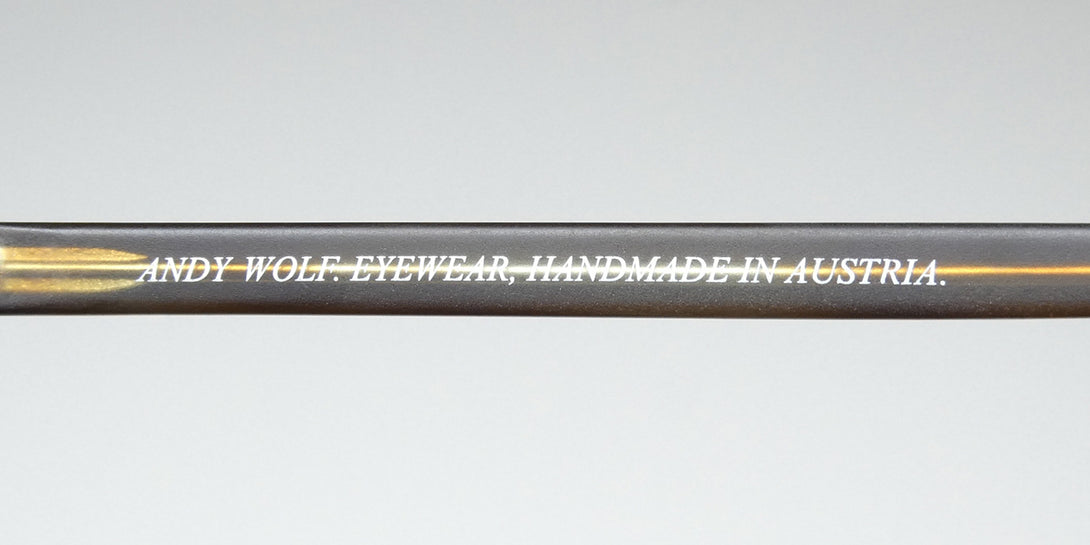 ANDY WOLF. EYEWEAR, HANDMADE IN AUSTRIA.